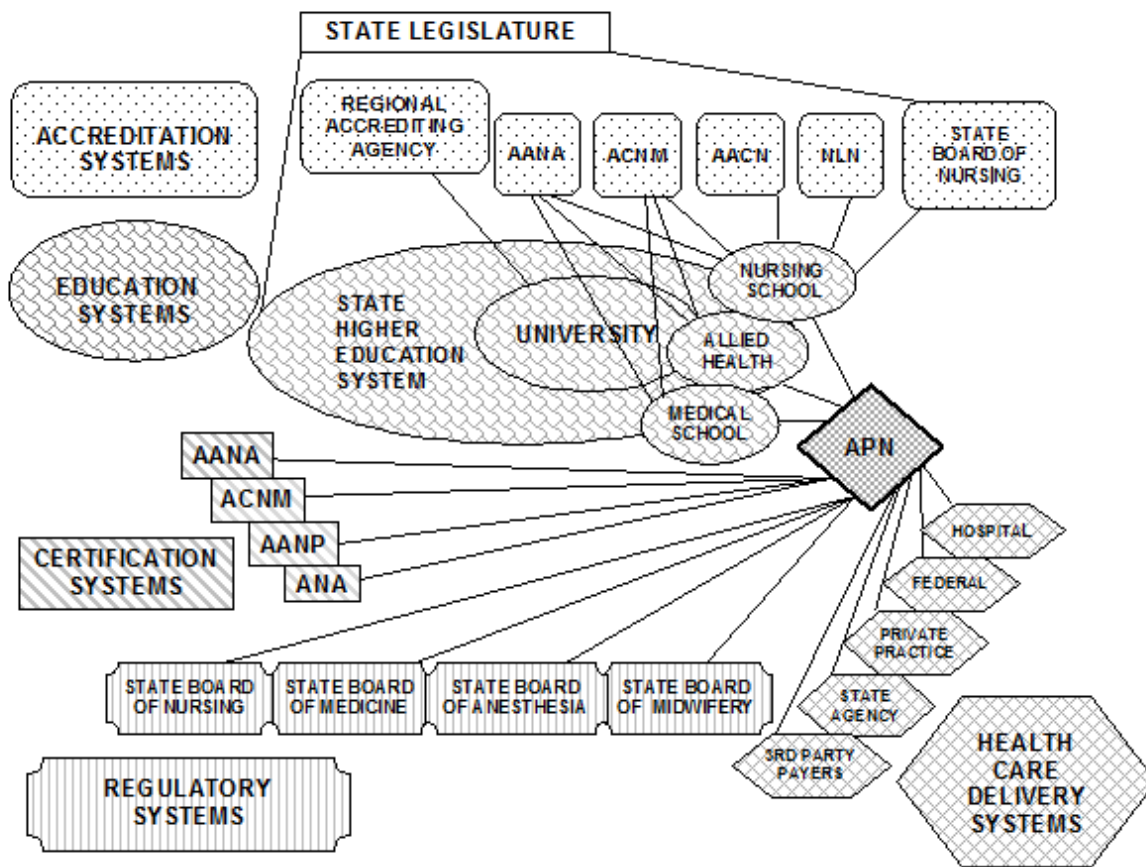 STATE LEGISLATURE
ACCREDITATION
SYSTEMS
REGIONAL
ACCREDITING
AGENCY
AANA
ACNM
AACN
NLN
STATE
BOARD OF
NURSING
EDUCATION
SYSTEMS
STATE
HIGHER
EDUCATION
SYSTEM
UNIVERSITY
NURSING
SCHOOL
ALLIED
HEALTH
MEDICAL
SCHOOL
APN
AANA
ACNM
AANP
ANA
CERTIFICATION
SYSTEMS
HOSPITAL
FEDERAL
PRIVATE
PRACTICE
STATE
AGENCY
3RD PARTY
PAYERS
STATE BOARD
OF NURSING
STATE BOARD
OF MEDICINE
STATE BOARD
OF ANESTHESIA
STATE BOARD
OF MIDWIFERY
REGULATORY
SYSTEMS
HEALTH
CARE
DELIVERY
SYSTEMS